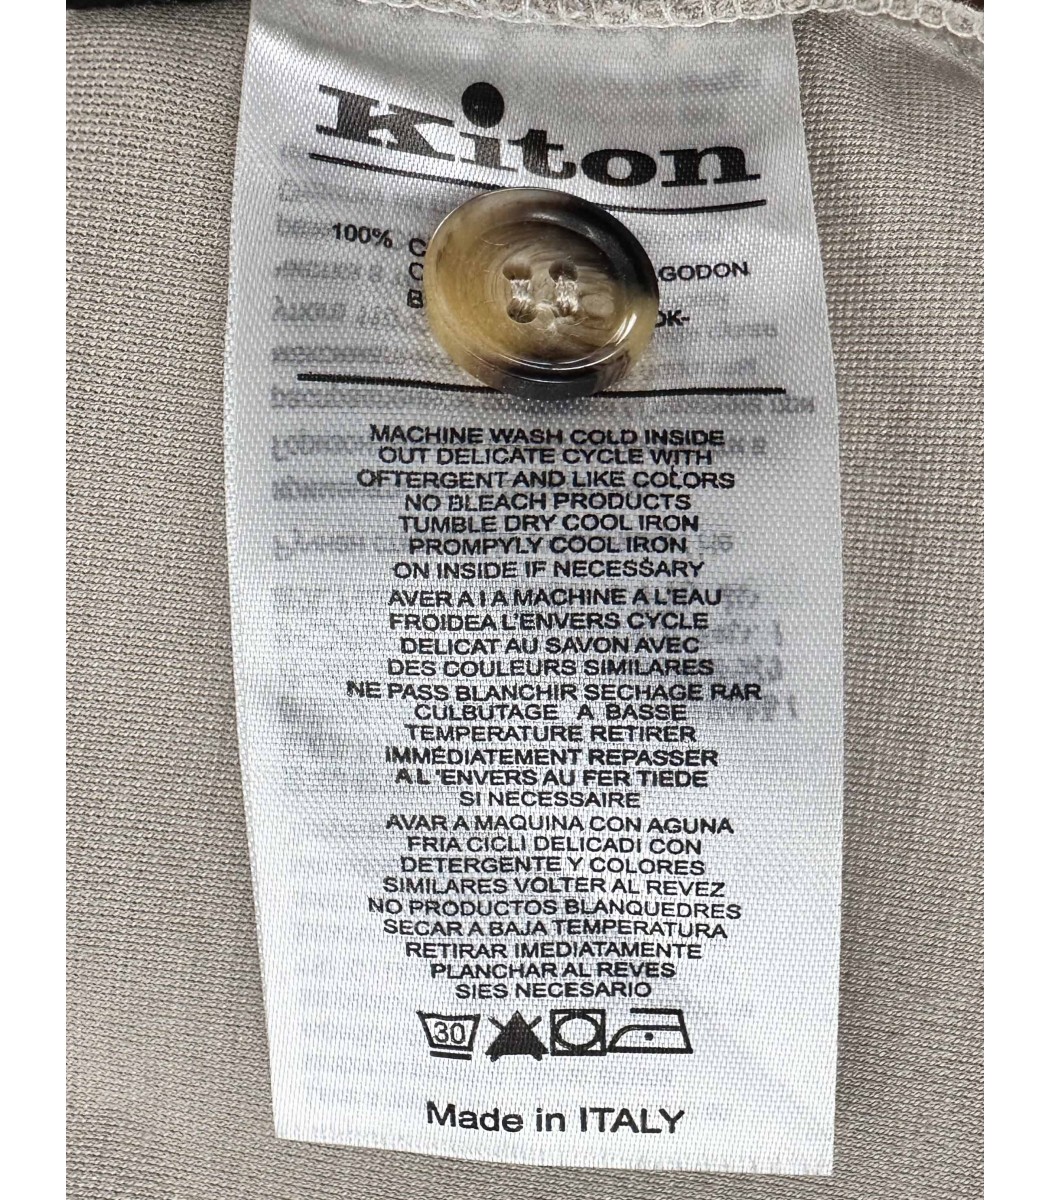 Kiton
100% C
C GODON
B OK-
MACHINE WASH COLD INSIDE
OUT DELICATE CYCLE WITH
OFTERGENT AND LIKE COLORS
NO BLEACH PRODUCTS
TUMBLE DRY COOL IRON
PROMPYLY COOL IRON
ON INSIDE IF NECESSARY
AVER A I A MACHINE A L'EAU
FROIDEA L'ENVERS CYCLE
DELICAT AU SAVON AVEC
DES COULEURS SIMILARES
NE PASS BLANCHIR SECHAGE RAR
CULBUTAGE A BASSE
TEMPERATURE RETIRER
IMMÉDIATEMENT REPASSER
A L'ENVERS AU FER TIEDE
SI NECESSAIRE
AVAR A MAQUINA CON AGUNA
FRIA CICLI DELICADI CON
DETERGENTE Y COLORES
SIMILARES VOLTER AL REVEZ
NO PRODUCTOS BLANQUEDRES
SECAR A BAJA TEMPERATURA
RETIRAR IMEDIATAMENTE
PLANCHAR AL REVES
SIES NECESARIO
30
Made in ITALY